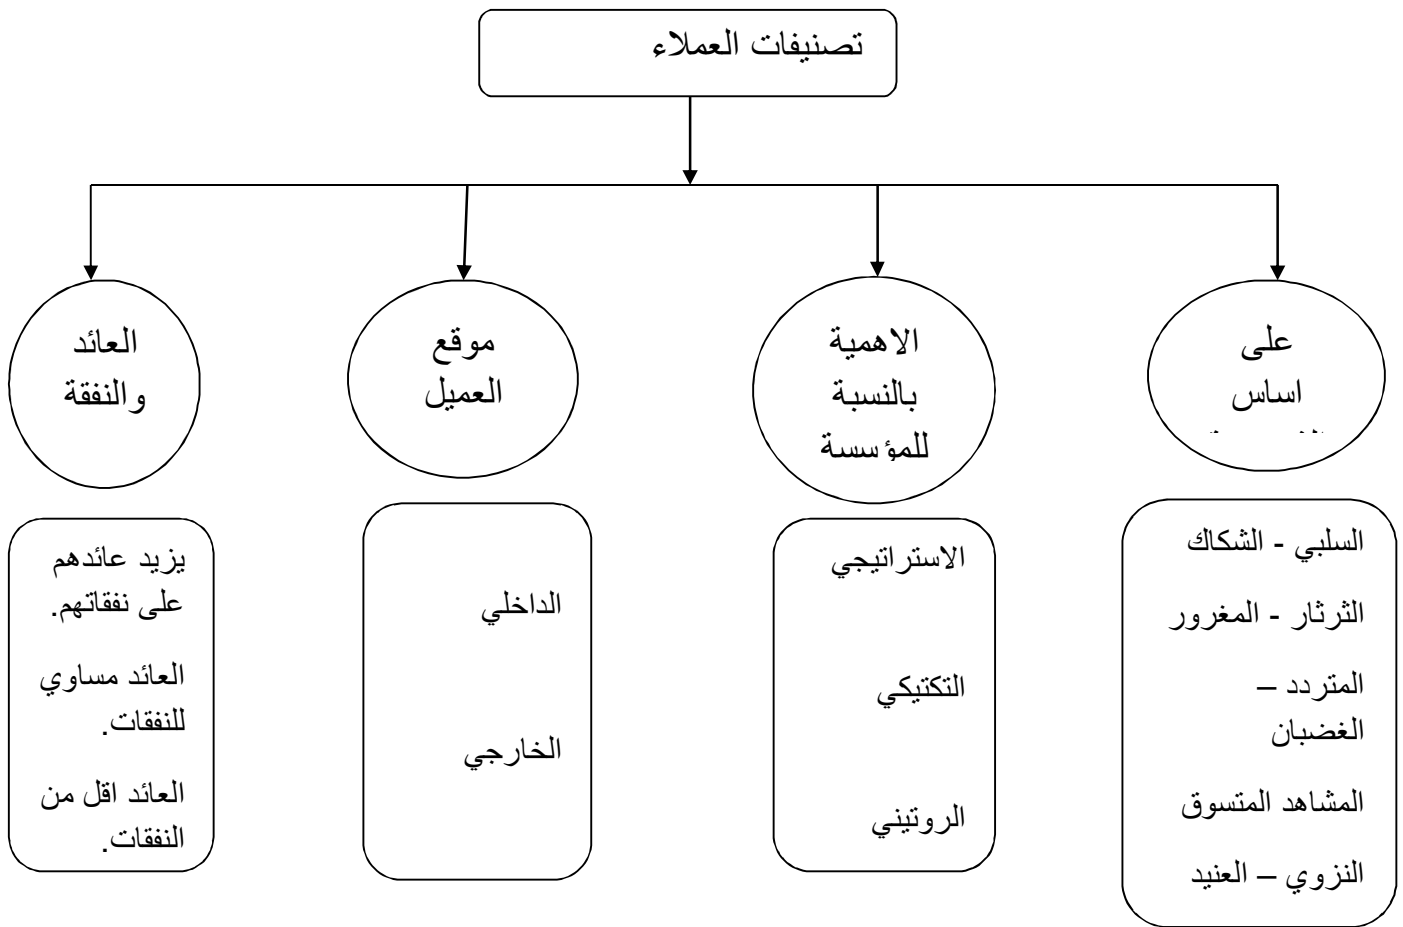 تصنيفات العملاء
على
اساس
الاهمية
بالنسبة
للمؤسسة
موقع
العميل
العائد
والنفقة
السلبي - الشكاك
الثرثار - المغرور
المتردد –
الغضبان
المشاهد المتسوق
النزوي – العنيد
الاستراتيجي
التكتيكي
الروتيني
الداخلي
الخارجي
يزيد عائدهم
على نفقاتهم.
العائد مساوي
للنفقات.
العائد اقل من
النفقات.